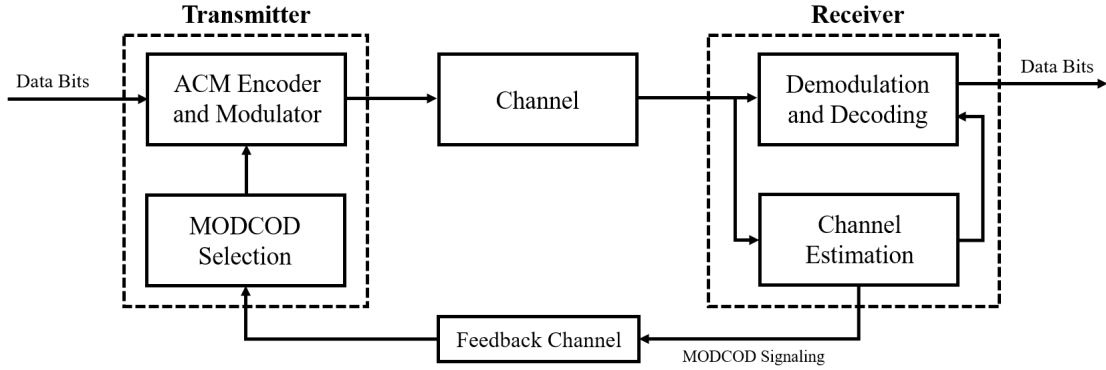 Transmitter
Receiver
Data Bits
ACM Encoder
and Modulator
Channel
Demodulation
and Decoding
Data Bits
MODCOD
Selection
Channel
Estimation
Feedback Channel
MODCOD Signaling